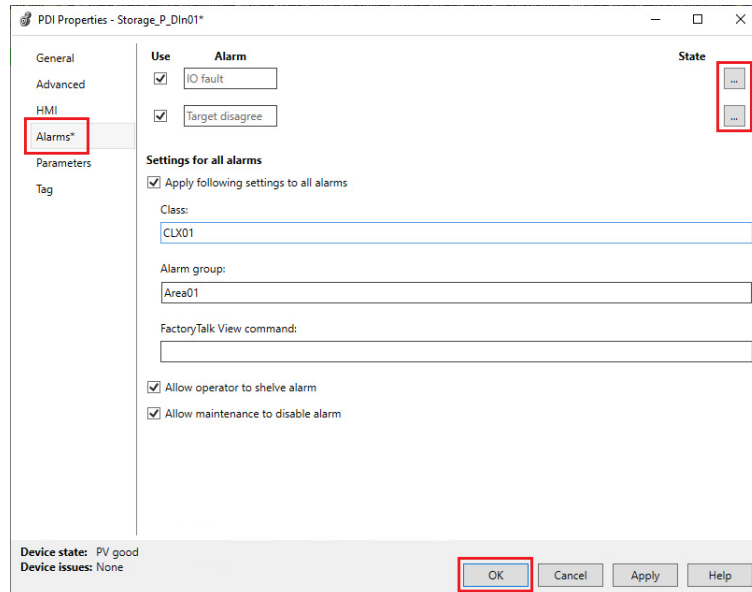 PDI Properties - Storage_P_DIn01*
General
Advanced
HMI
Alarms*
Parameters
Tag
Use Alarm State
IO fault ...
Target disagree ...
Settings for all alarms
Apply following settings to all alarms
Class:
CLX01
Alarm group:
Area01
FactoryTalk View command:
Allow operator to shelve alarm
Allow maintenance to disable alarm
Device state: PV good
Device issues: None
OK Cancel Apply Help